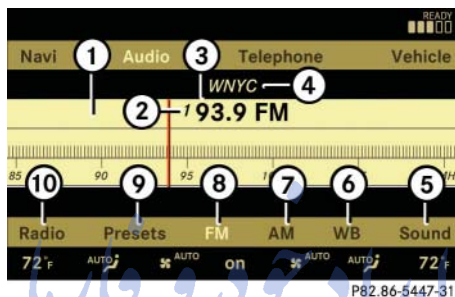 READY
Navi 1 Audio 3 Telephone Vehicle
WNYC 4
2 1 93.9 FM
85 90 95
10 9 8 7 6 5
Radio Presets FM AM WB Sound
72°F AUTO AUTO on AUTO AUTO 72°F
P82.86-5447-31